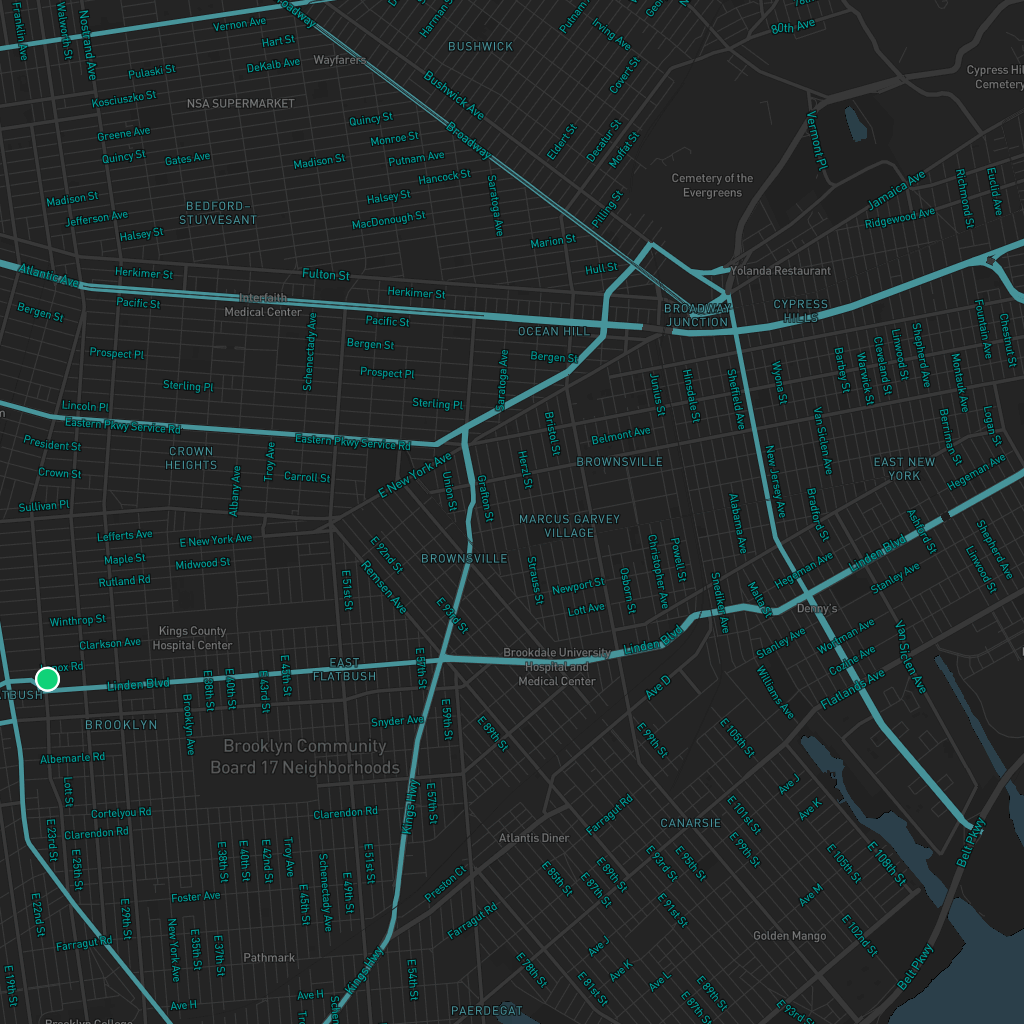 Franklin Ave
Walworth St
Nostrand Ave
Vernon Ave
Broadway
Hart St
Wayfarers
BUSHWICK
Irving Ave
80th Ave
Pulaski St
DeKalb Ave
Covert St
Cypress Hil
Cemetery
Kosciuszko St
NSA SUPERMARKET
Bushwick Ave
Broadway
Quincy St
Greene Ave
Monroe St
Eldert St
Decatur St
Moffat St
Vermont Pl
Quincy St
Gates Ave
Madison St
Putnam Ave
Hancock St
Cemetery of the
Evergreens
Jamaica Ave
Richmond St
Euclid Ave
Madison St
BEDFORD-
STUYVESANT
Halsey St
Saratoga Ave
Pilling St
Jefferson Ave
MacDonough St
Ridgewood Ave
Halsey St
Marion St
Atlantic Ave
Herkimer St
Fulton St
Hull St
Yolanda Restaurant
Pacific St
Interfaith
Medical Center
Herkimer St
BROADWAY
JUNCTION
CYPRESS
HILLS
Bergen St
Pacific St
OCEAN HILL
Fountain Ave
Chestnut St
Schenectady Ave
Bergen St
Bergen St
Prospect Pl
Prospect Pl
Saratoga Ave
Junius St
Hinsdale St
Sheffield Ave
Wyona St
Barbey St
Warwick St
Cleveland St
Linwood St
Shepherd Ave
Montauk Ave
Sterling Pl
Sterling Pl
Lincoln Pl
Eastern Pkwy Service Rd
Eastern Pkwy Service Rd
Bristol St
Belmont Ave
Van Siclen Ave
Berriman St
Logan St
President St
CROWN
HEIGHTS
Troy Ave
E New York Ave
Herzl St
BROWNSVILLE
New Jersey Ave
EAST NEW
YORK
Hegeman Ave
Crown St
Albany Ave
Carroll St
Union St
Grafton St
Sullivan Pl
MARCUS GARVEY
VILLAGE
Alabama Ave
Bradford St
Ashford St
Shepherd Ave
Lefferts Ave
E New York Ave
E 92nd St
Linden Blvd
Maple St
Midwood St
BROWNSVILLE
Strauss St
Christopher Ave
Powell St
Hegeman Ave
Linwood St
Rutland Rd
E 51st St
Remsen Ave
Newport St
Osborn St
Snediker Ave
Malta St
Stanley Ave
Winthrop St
E 93rd St
Lott Ave
Denny's
Kings County
Hospital Center
Clarkson Ave
Brookdale University
Hospital and
Medical Center
Linden Blvd
Stanley Ave
Wortman Ave
Van Siclen Ave
EAST
FLATBUSH
E 57th St
Cozine Ave
Linden Blvd
E 38th St
E 40th St
E 43rd St
E 45th St
Ave D
Williams Ave
Flatlands Ave
BROOKLYN
Brooklyn Ave
Snyder Ave
E 59th St
E 89th St
E 99th St
E 105th St
Albemarle Rd
Brooklyn Community
Board 17 Neighborhoods
Lott St
Ave J
Cortelyou Rd
Clarendon Rd
Kings Hwy
E 57th St
Farragut Rd
Ave K
Clarendon Rd
E 23rd St
E 25th St
E 38th St
E 40th St
E 42nd St
Troy Ave
Schenectady Ave
E 51st St
E 49th St
Atlantis Diner
CANARSIE
E 101st St
E 99th St
Belt Pkwy
E 93rd St
E 95th St
E 105th St
E 108th St
Foster Ave
Preston Ct
E 85th St
E 89th St
E 87th St
Ave M
E 22nd St
E 29th St
E 45th St
E 91st St
Farragut Rd
New York Ave
E 35th St
E 37th St
Farragut Rd
Golden Mango
E 102nd St
Pathmark
Ave J
E 19th St
Kings Hwy
E 54th St
E 78th St
Ave K
Ave L
Belt Pkwy
Ave H
Ave H
E 81st St
E 87th St
E 89th St
E 93rd St
PAERDEGAT
Brooklyn College